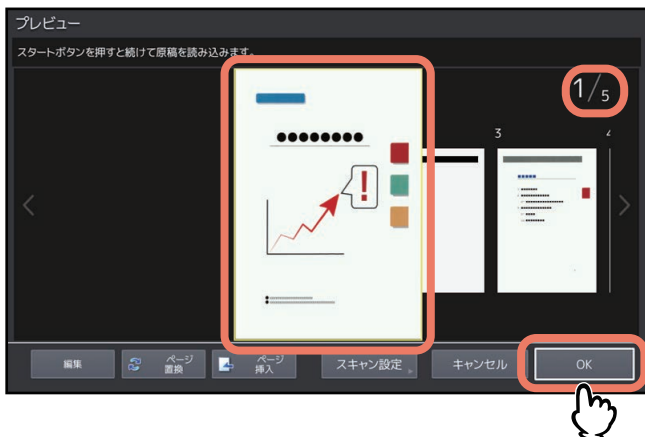 プレビュー
スタートボタンを押すと続けて原稿を読み込みます。
1/5
3
4
!
編集
ページ
置換
ページ
挿入
スキャン設定
キャンセル
OK